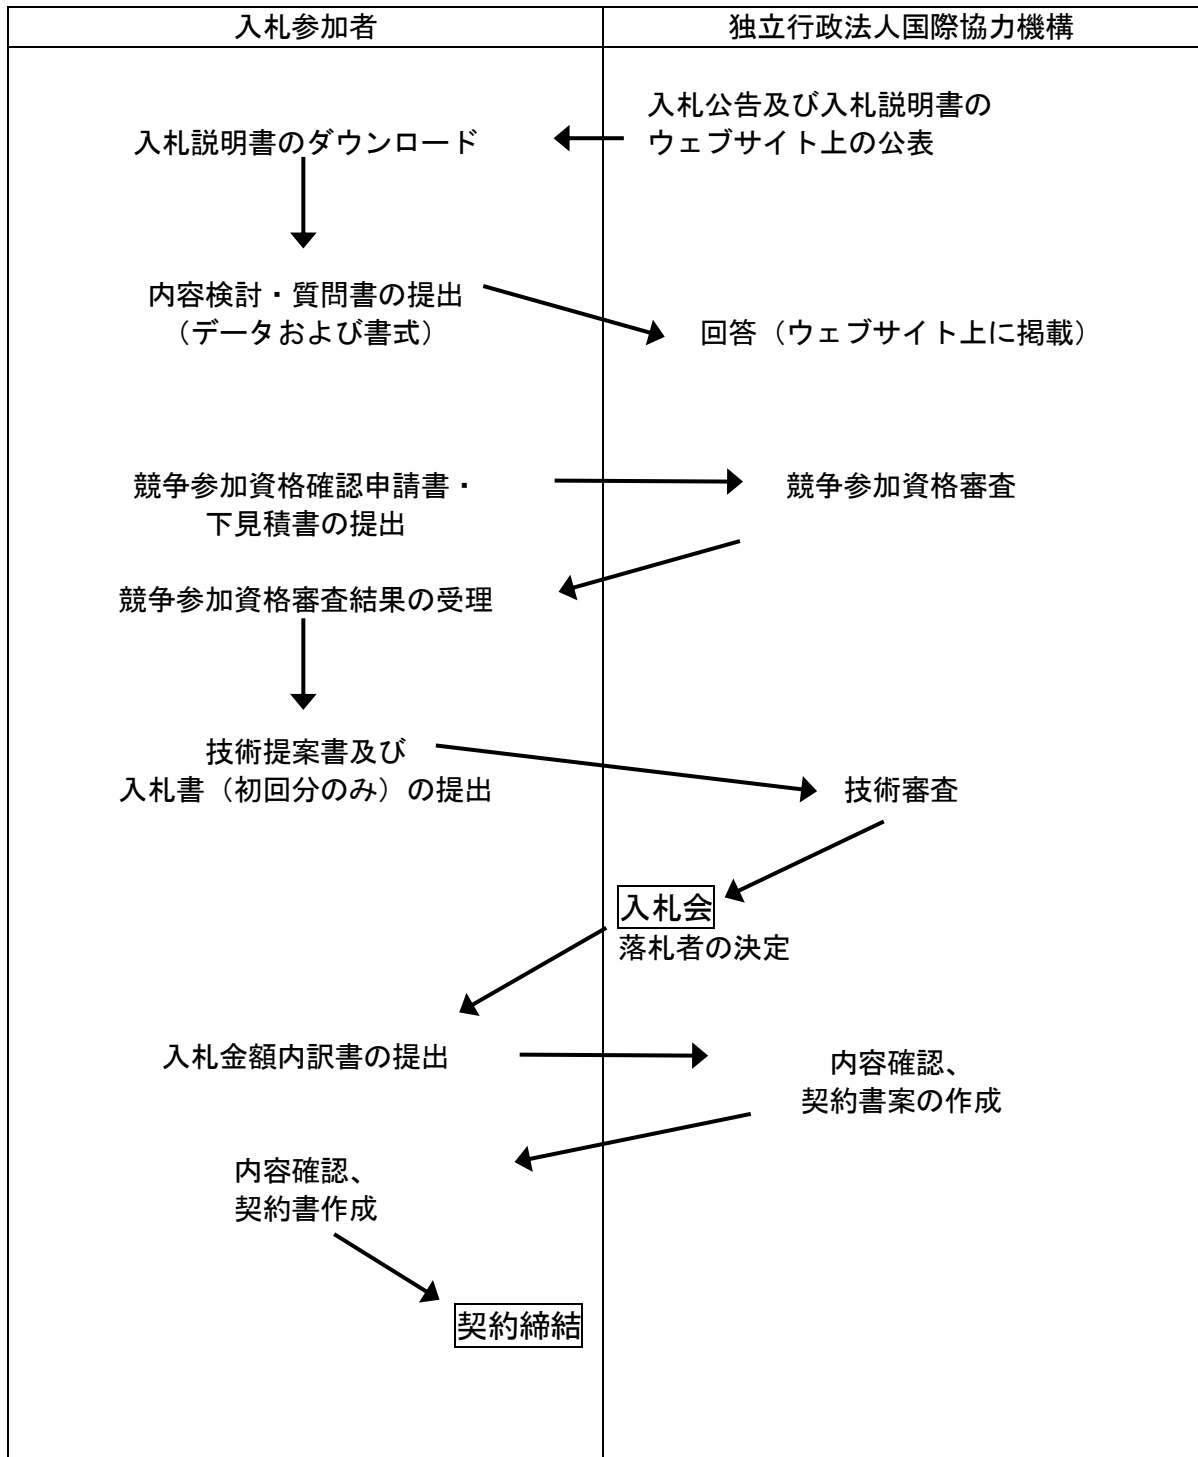 入札参加者
独立行政法人国際協力機構
入札公告及び入札説明書の
ウェブサイト上の公表
入札説明書のダウンロード
内容検討・質問書の提出
（データおよび書式）
回答（ウェブサイト上に掲載）
競争参加資格確認申請書・
下見積書の提出
競争参加資格審査
競争参加資格審査結果の受理
技術提案書及び
入札書（初回分のみ）の提出
技術審査
入札会
落札者の決定
入札金額内訳書の提出
内容確認、
契約書案の作成
内容確認、
契約書作成
契約締結